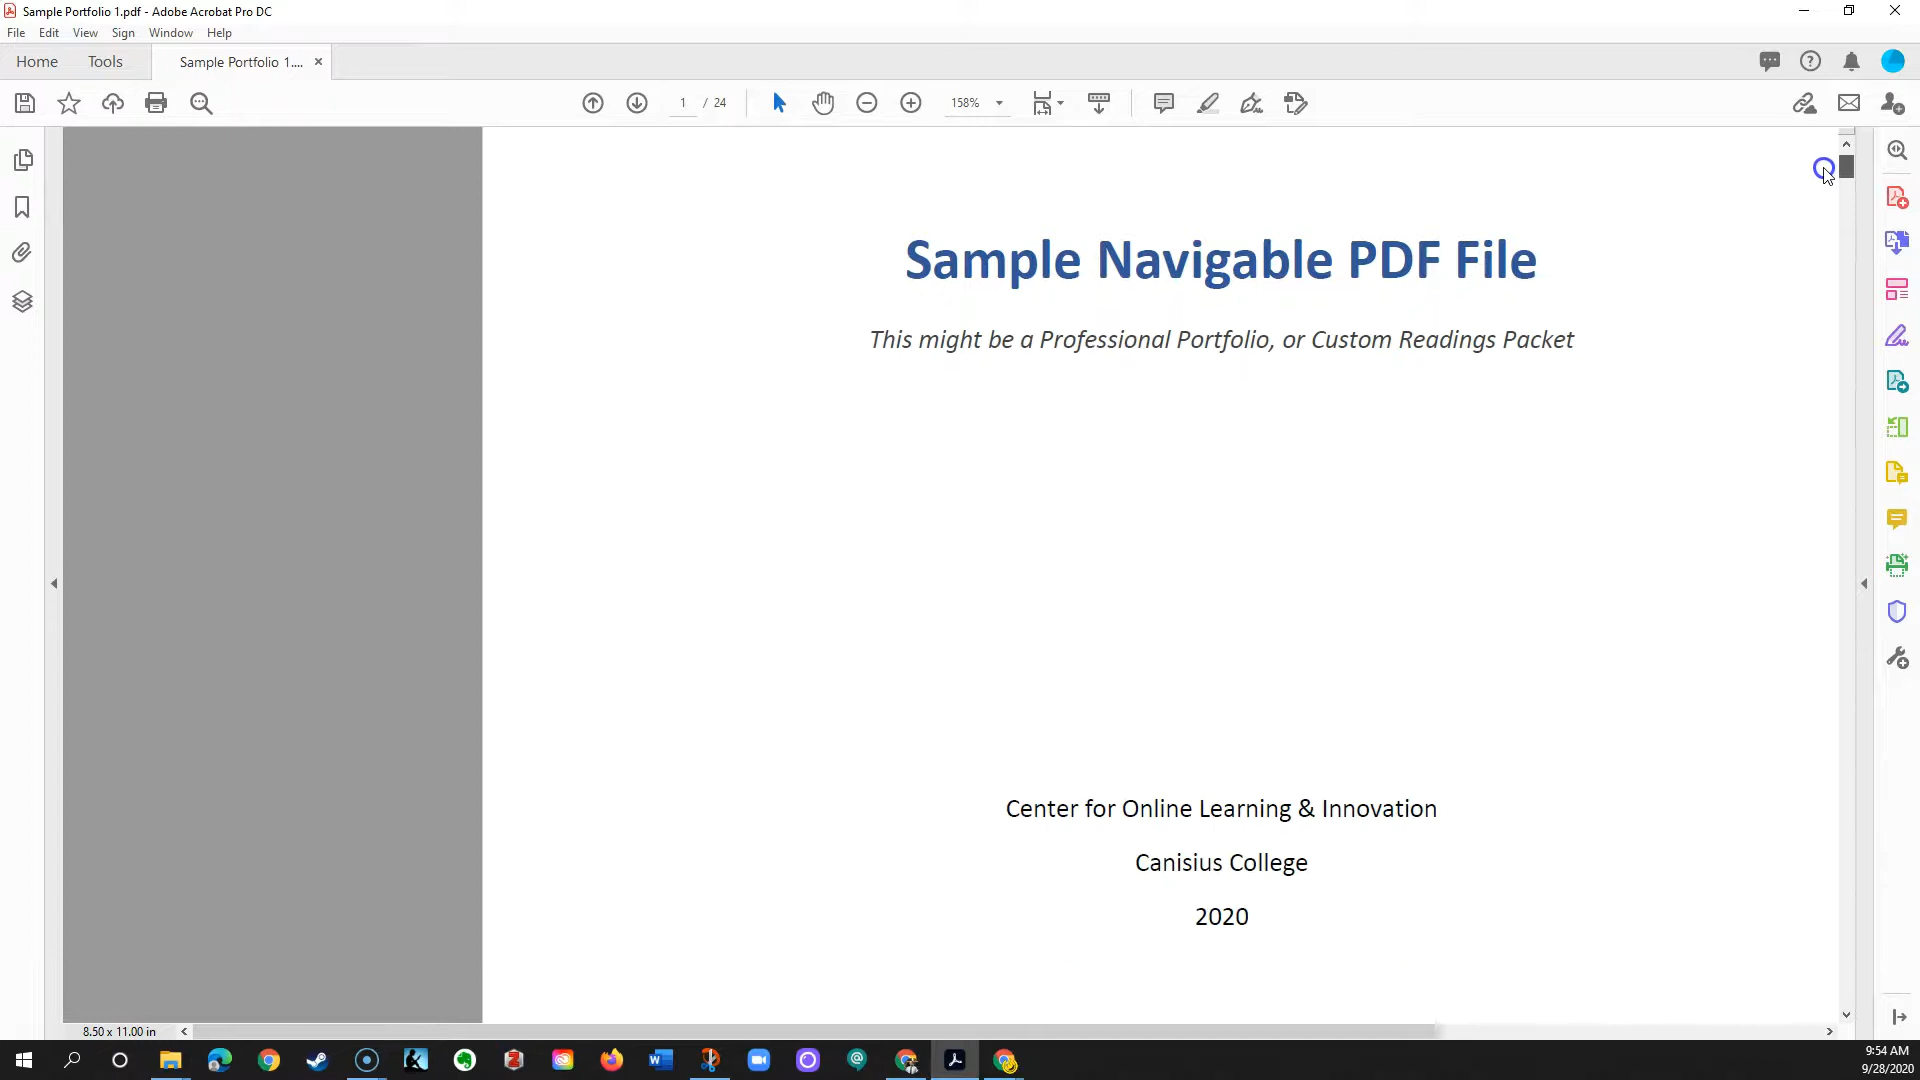 Sample Portfolio 1.pdf - Adobe Acrobat Pro DC
File Edit View Sign Window Help
Home Tools Sample Portfolio 1....
1 / 24 158%
Sample Navigable PDF File
This might be a Professional Portfolio, or Custom Readings Packet
Center for Online Learning & Innovation
Canisius College
2020
8.50 x 11.00 in
9:54 AM
9/28/2020